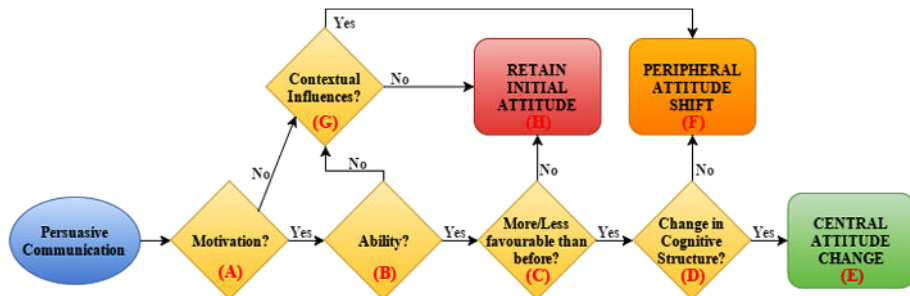 Yes
Contextual
Influences?
(G)
No
RETAIN
INITIAL
ATTITUDE
(H)
PERIPHERAL
ATTITUDE
SHIFT
(F)
No
No
No
No
Persuasive
Communication
Motivation?
(A)
Yes
Ability?
(B)
Yes
More/Less
favourable than
before?
(C)
Yes
Change in
Cognitive
Structure?
(D)
Yes
CENTRAL
ATTITUDE
CHANGE
(E)